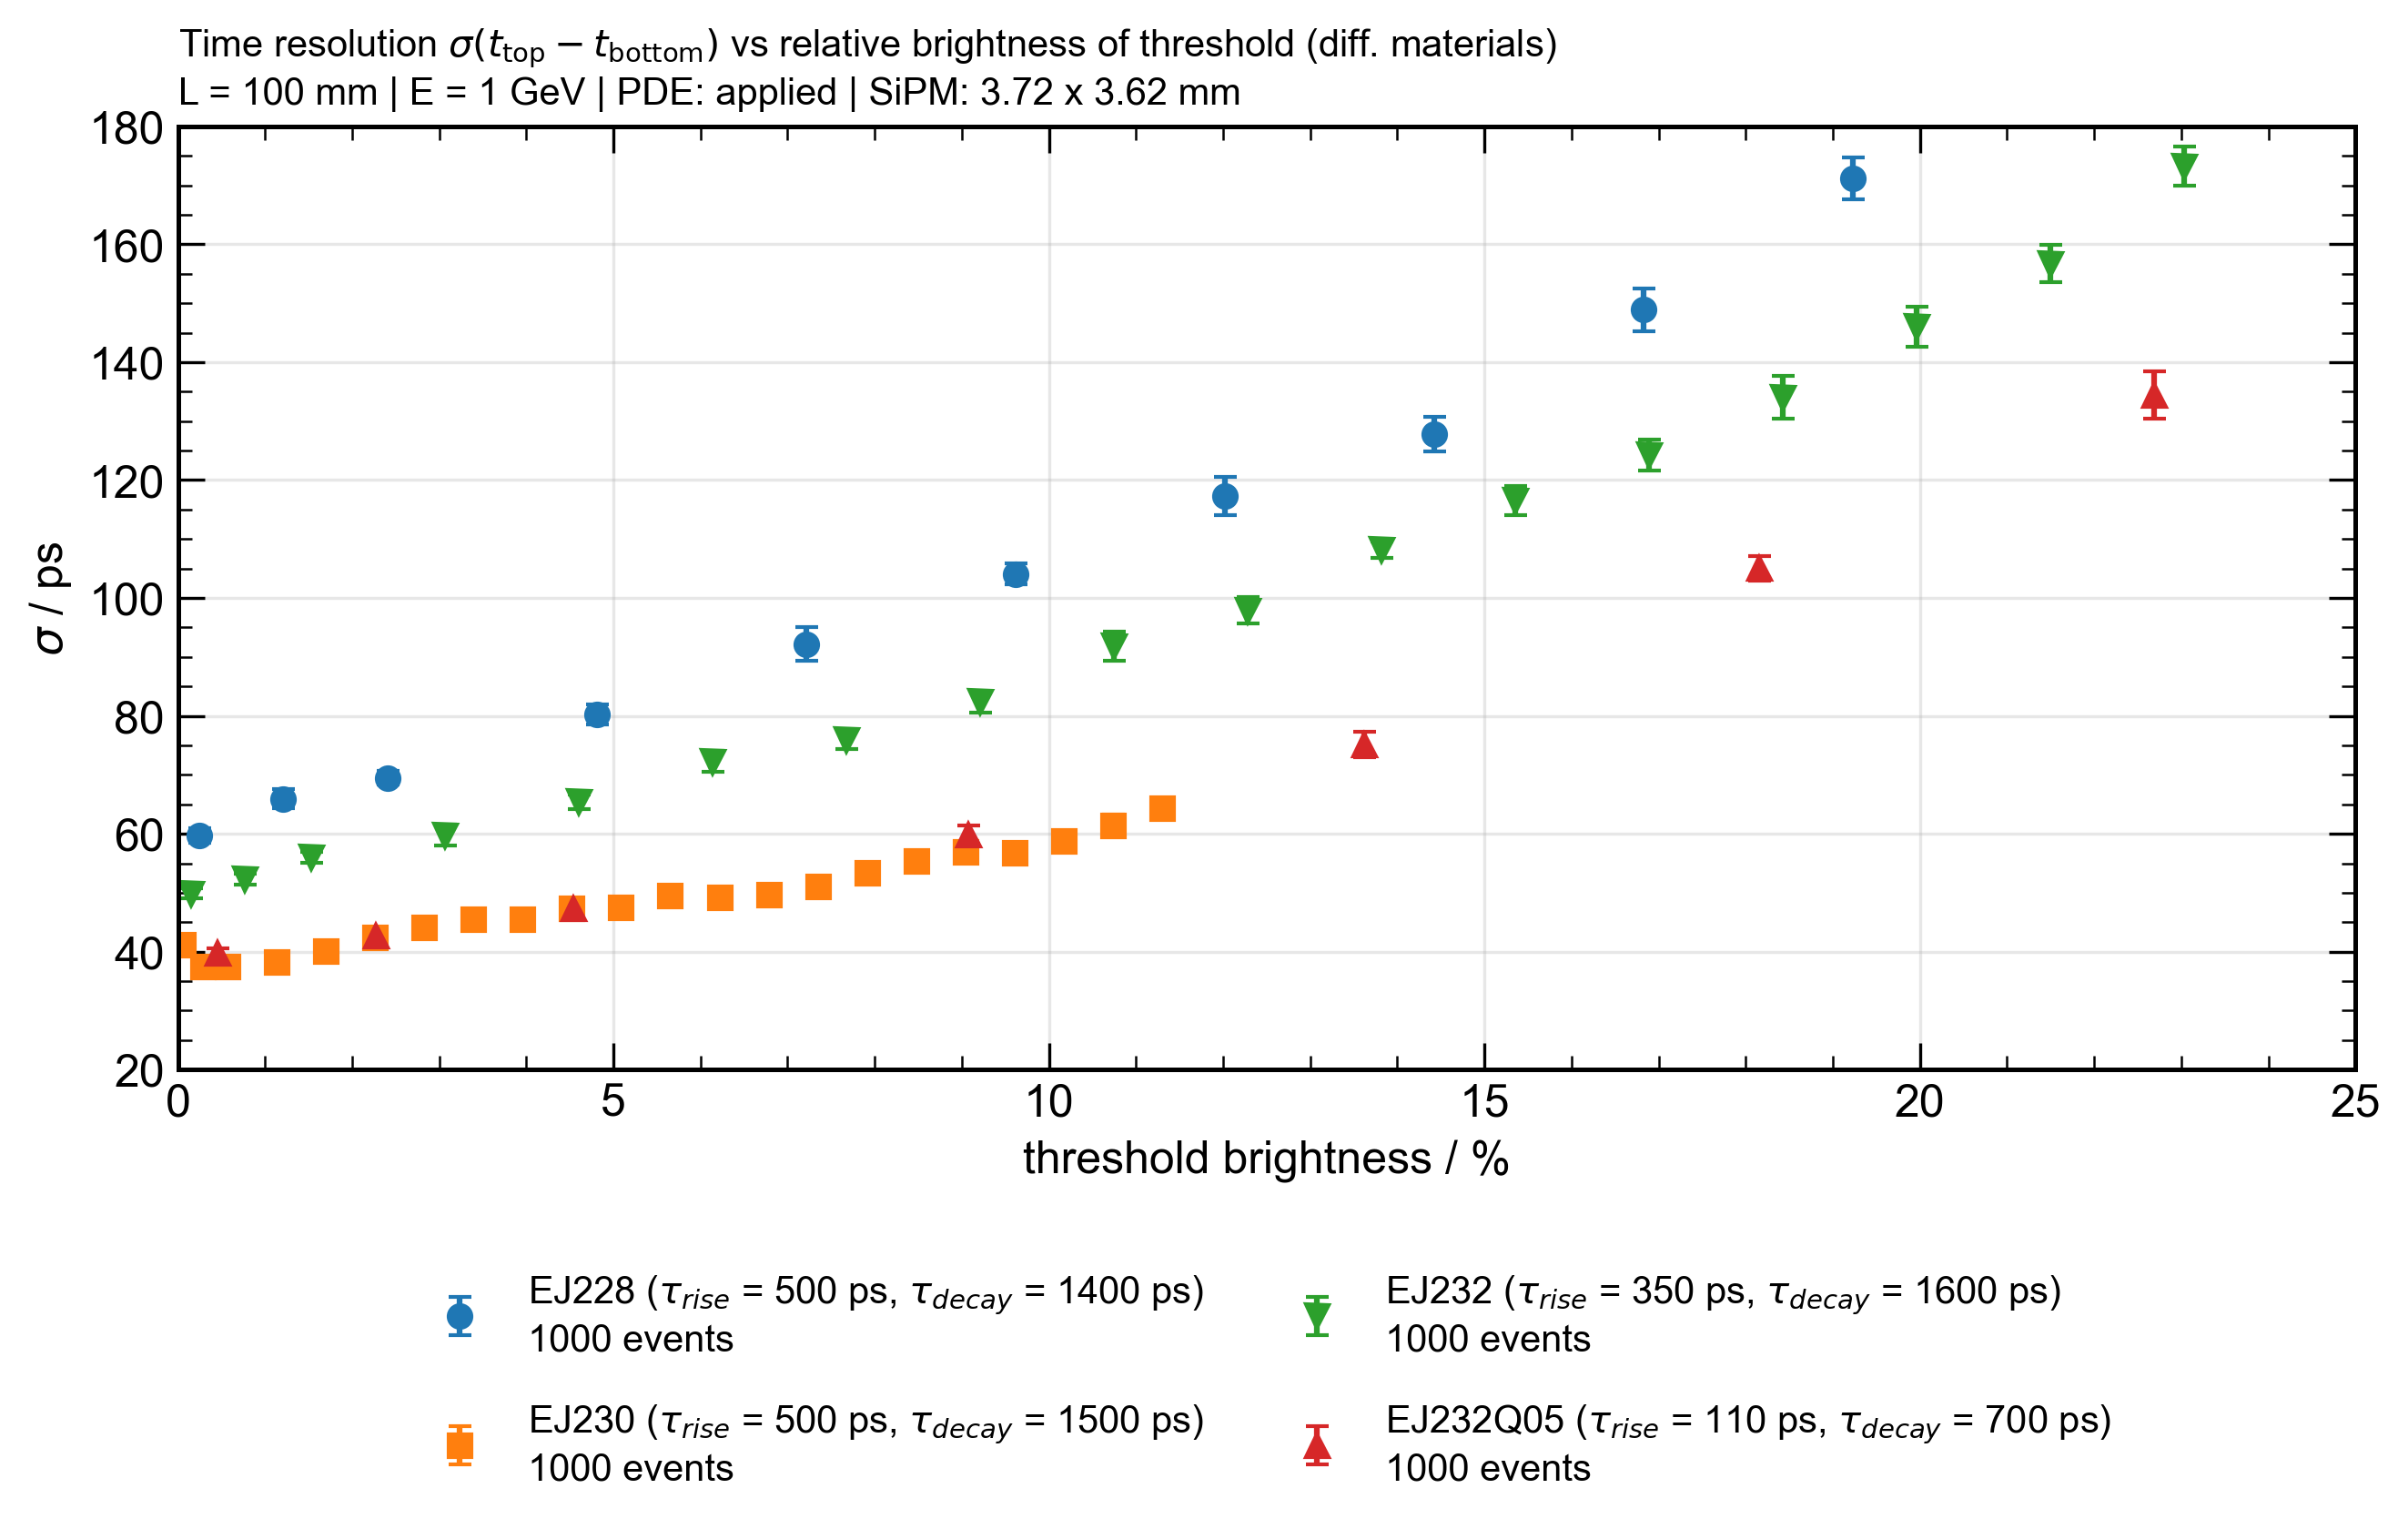 Time resolution σ(t_top − t_bottom) vs relative brightness of threshold (diff. materials)
L = 100 mm | E = 1 GeV | PDE: applied | SiPM: 3.72 x 3.62 mm
180
160
140
120
100
80
60
40
20
σ / ps
0 5 10 15 20 25
threshold brightness / %
EJ228 (τ_rise = 500 ps, τ_decay = 1400 ps)
1000 events
EJ230 (τ_rise = 500 ps, τ_decay = 1500 ps)
1000 events
EJ232 (τ_rise = 350 ps, τ_decay = 1600 ps)
1000 events
EJ232Q05 (τ_rise = 110 ps, τ_decay = 700 ps)
1000 events